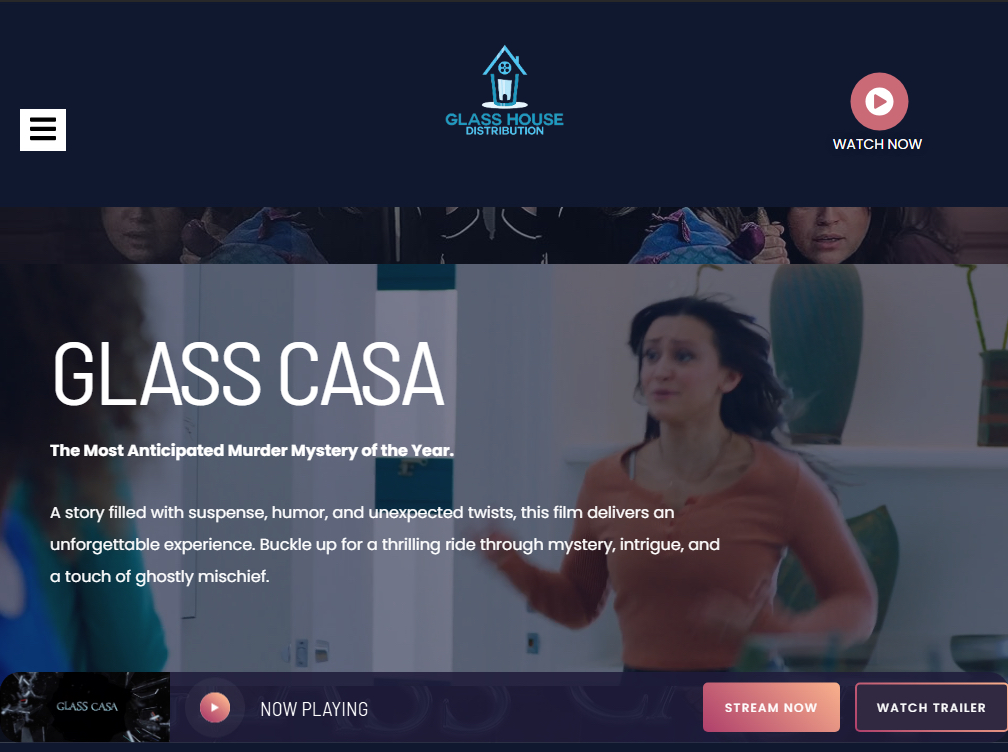 GLASS HOUSE
DISTRIBUTION
WATCH NOW
GLASS CASA
The Most Anticipated Murder Mystery of the Year.
A story filled with suspense, humor, and unexpected twists, this film delivers an
unforgettable experience. Buckle up for a thrilling ride through mystery, intrigue, and
a touch of ghostly mischief.
GLASS CASA
NOW PLAYING
STREAM NOW
WATCH TRAILER